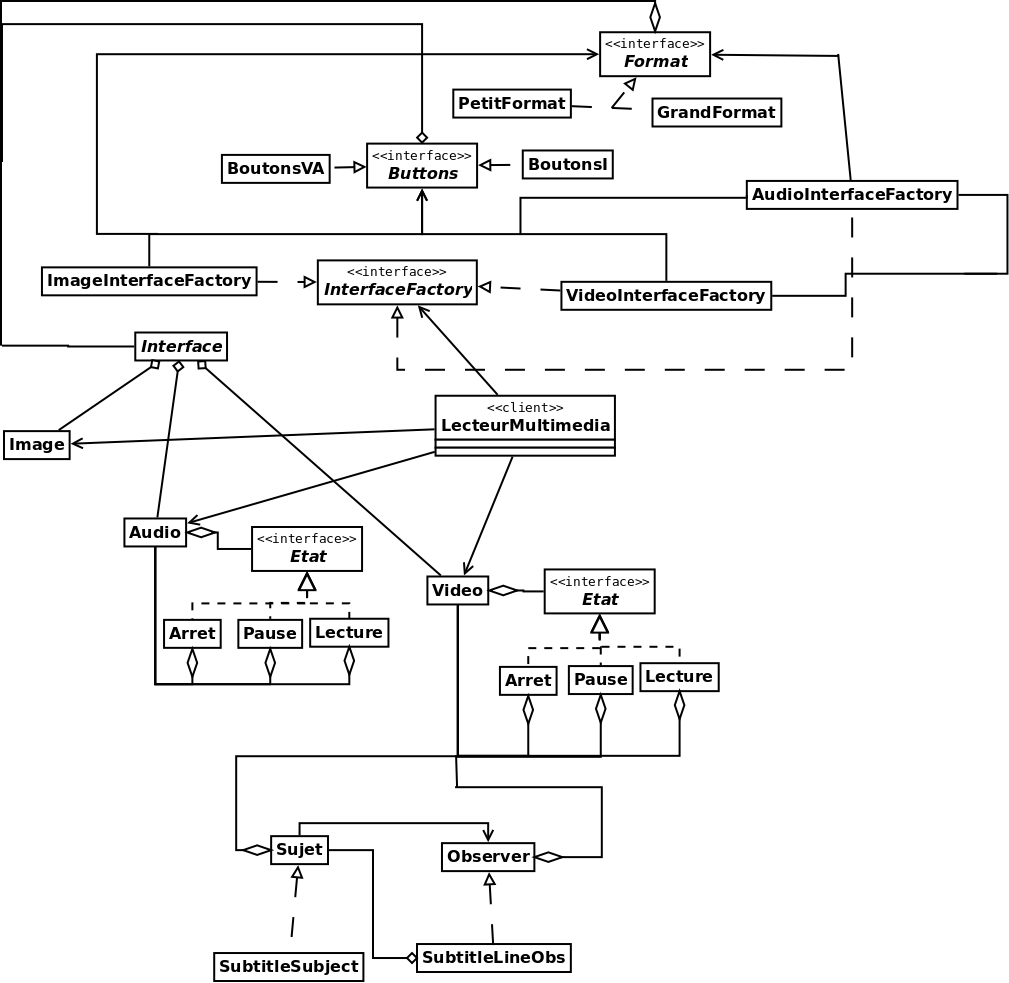 <<interface>>
Format
PetitFormat
GrandFormat
<<interface>>
Buttons
BoutonsVA
BoutonsI
AudioInterfaceFactory
<<interface>>
InterfaceFactory
ImageInterfaceFactory
VideoInterfaceFactory
Interface
<<client>>
LecteurMultimedia
Image
Audio
<<interface>>
Etat
Video
<<interface>>
Etat
Arret
Pause
Lecture
Arret
Pause
Lecture
Sujet
Observer
SubtitleSubject
SubtitleLineObs